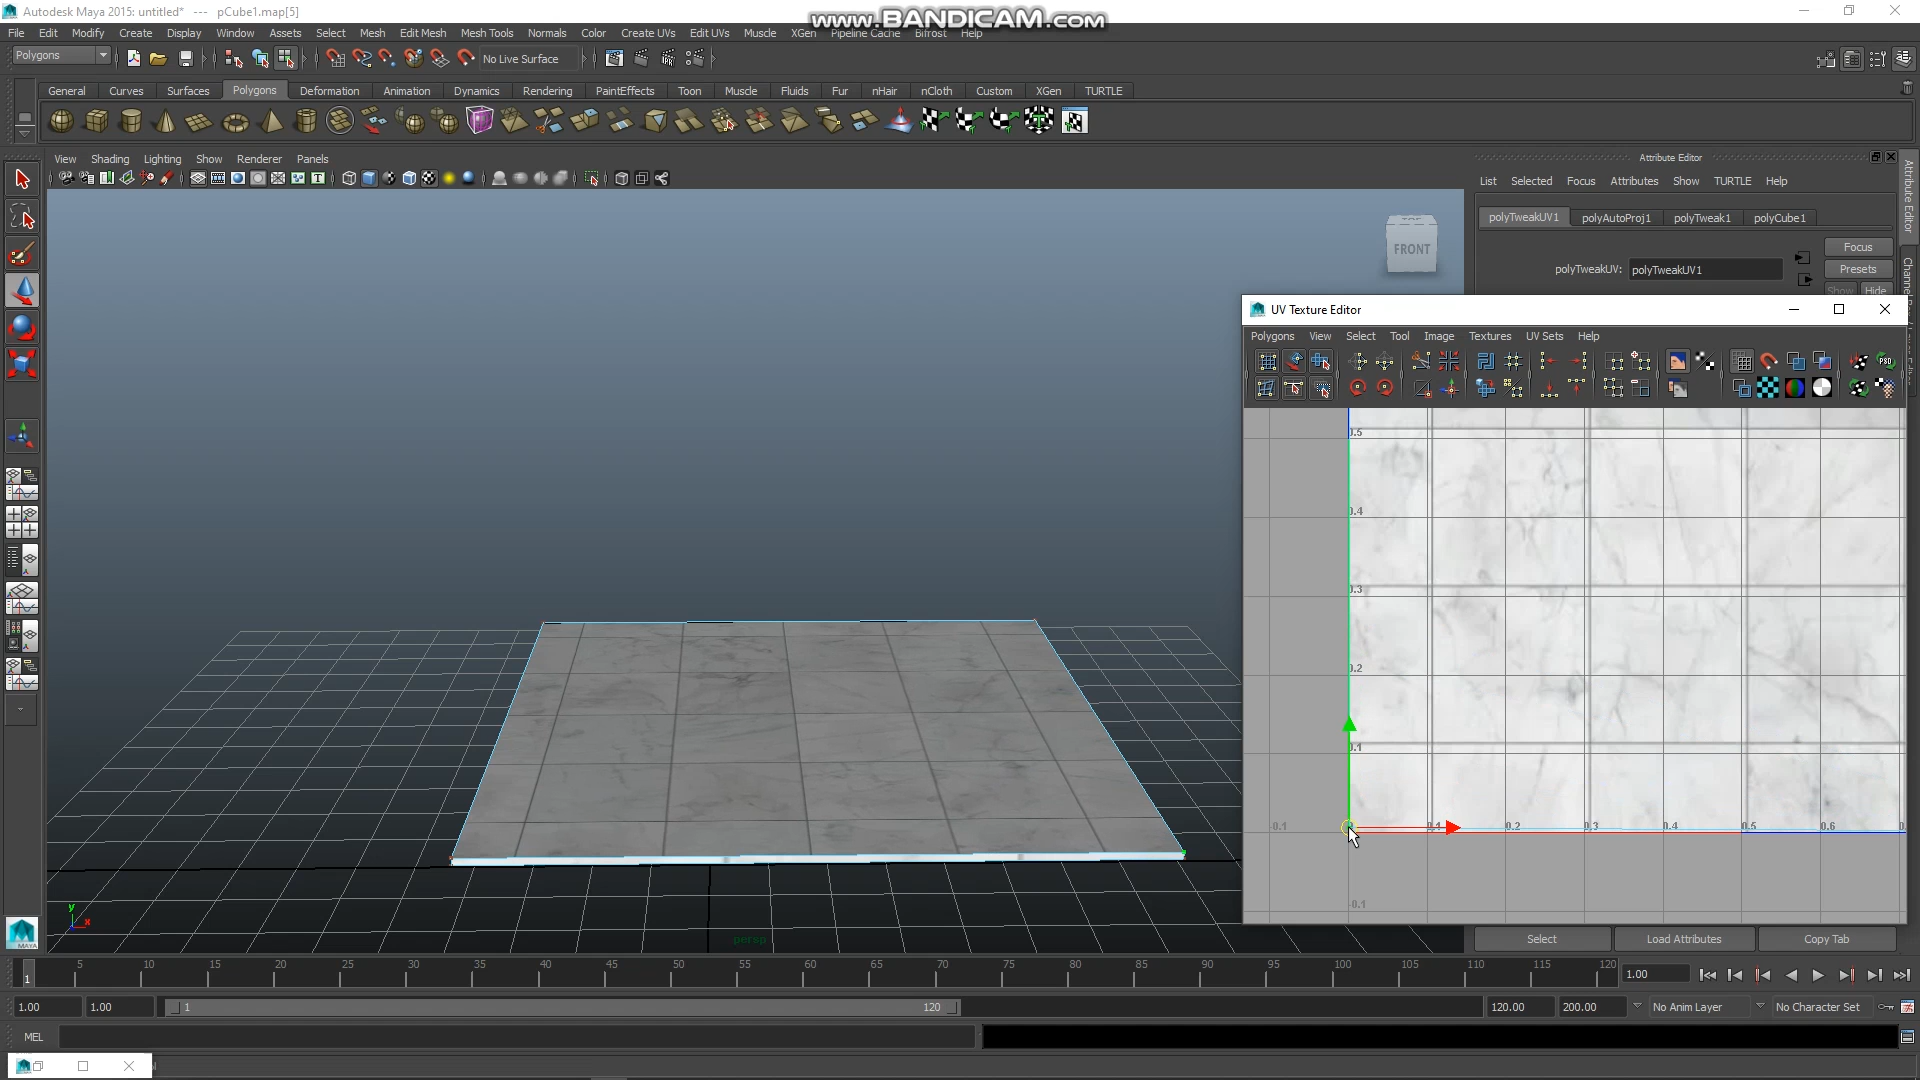 Autodesk Maya 2015: untitled* --- pCube1.map[5]
www.BANDICAM.com
File Edit Modify Create Display Window Assets Select Mesh Edit Mesh Mesh Tools Normals Color Create UVs Edit UVs Muscle XGen Pipeline Cache Bifrost Help
Polygons No Live Surface
General Curves Surfaces Polygons Deformation Animation Dynamics Rendering PaintEffects Toon Muscle Fluids Fur nHair nCloth Custom XGen TURTLE
View Shading Lighting Show Renderer Panels
Attribute Editor
List Selected Focus Attributes Show TURTLE Help
polyTweakUV1 polyAutoProj1 polyTweak1 polyCube1
FRONT
Focus
polyTweakUV: polyTweakUV1
Presets
Show Hide
Attribute Editor
UV Texture Editor
Polygons View Select Tool Image Textures UV Sets Help
0.5
0.4
0.3
0.2
0.1
-0.1 0.1 0.2 0.3 0.4 0.5 0.6
-0.1
y
x
persp
MAYA
Select Load Attributes Copy Tab
1 5 10 15 20 25 30 35 40 45 50 55 60 65 70 75 80 85 90 95 100 105 110 115 120 1.00
1.00 1.00 1 120 120.00 200.00 No Anim Layer No Character Set
MEL